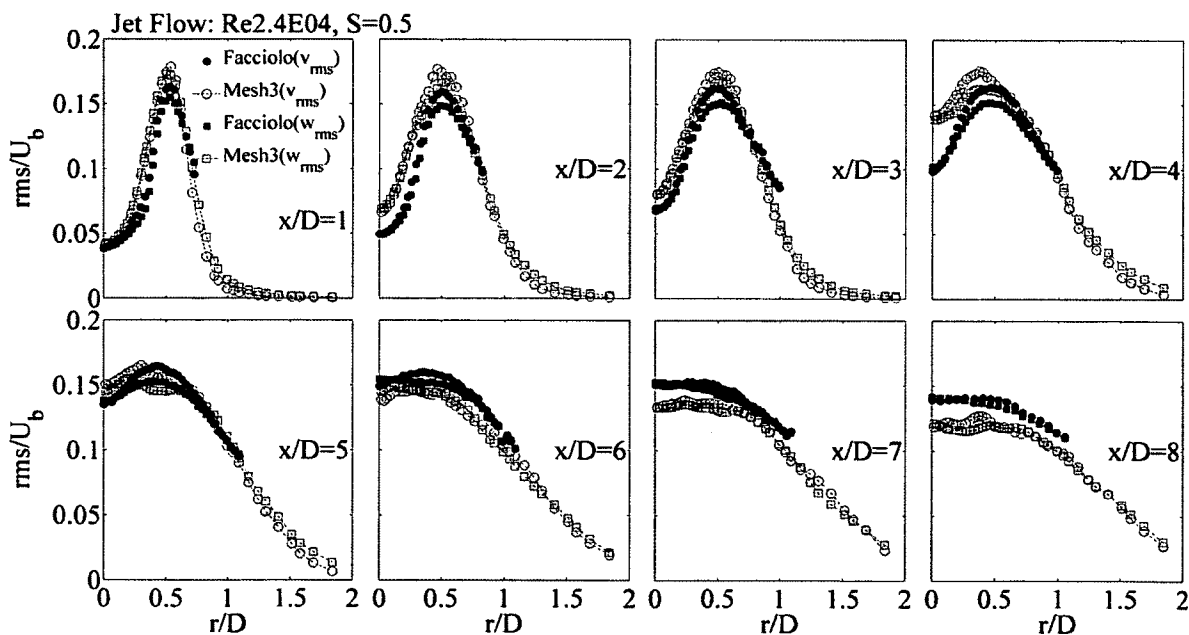 Jet Flow: Re2.4E04, S=0.5
0.2
0.15
0.1
0.05
0
rms/U_b
Facciolo(v_rms)
Mesh3(v_rms)
Facciolo(w_rms)
Mesh3(w_rms)
x/D=1
x/D=2
x/D=3
x/D=4
0.2
0.15
0.1
0.05
0
rms/U_b
x/D=5
x/D=6
x/D=7
x/D=8
0 0.5 1 1.5 2
0 0.5 1 1.5 2
0 0.5 1 1.5 2
0 0.5 1 1.5 2
r/D
r/D
r/D
r/D